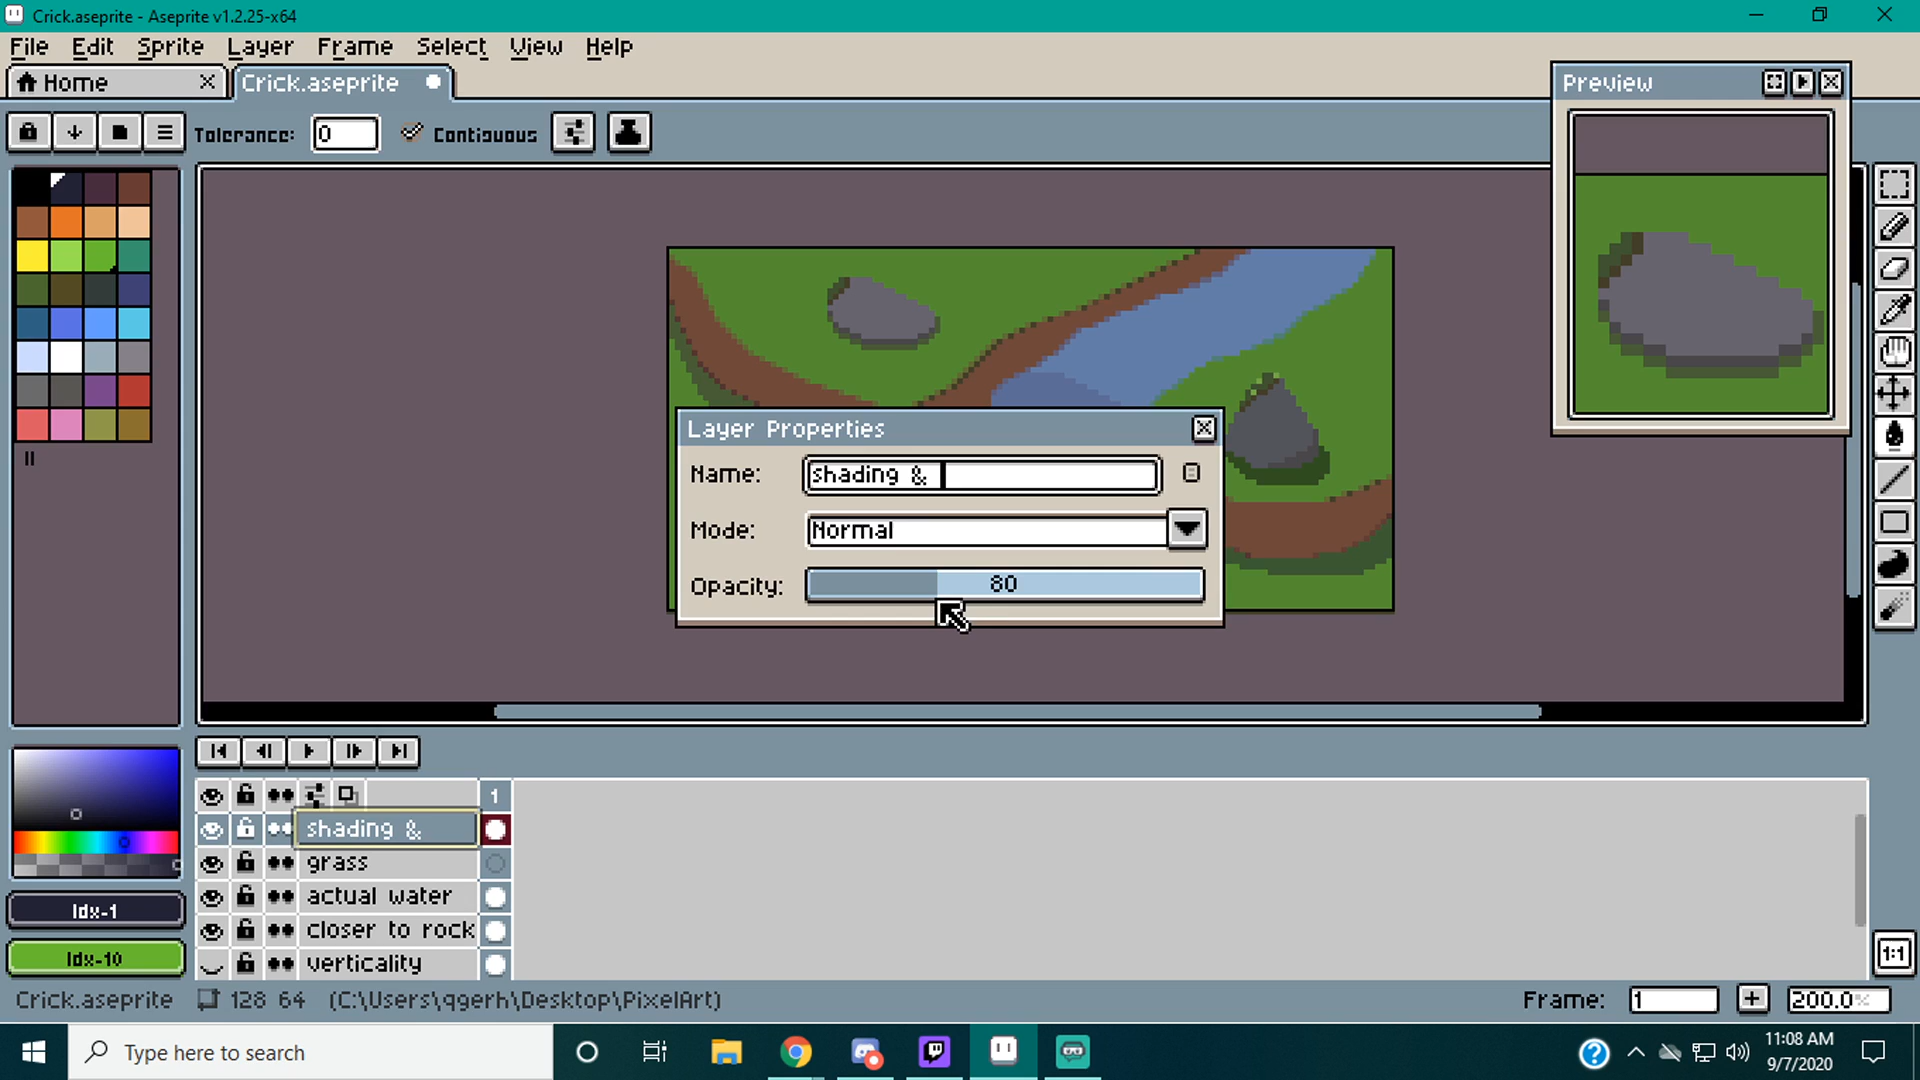 Crick.aseprite - Aseprite v1.2.25-x64
File Edit Sprite Layer Frame Select View Help
Home
Crick.aseprite
Preview
Tolerance: 0 Contiguous
Layer Properties
Name: shading &
Mode: Normal
Opacity: 80
1
shading &
grass
actual water
closer to rock
verticality
Idx-1
Idx-10
1:1
Crick.aseprite 128 64 (C:\Users\qgerh\Desktop\PixelArt)
Frame: 1
200.0%
Type here to search
11:08 AM
9/7/2020